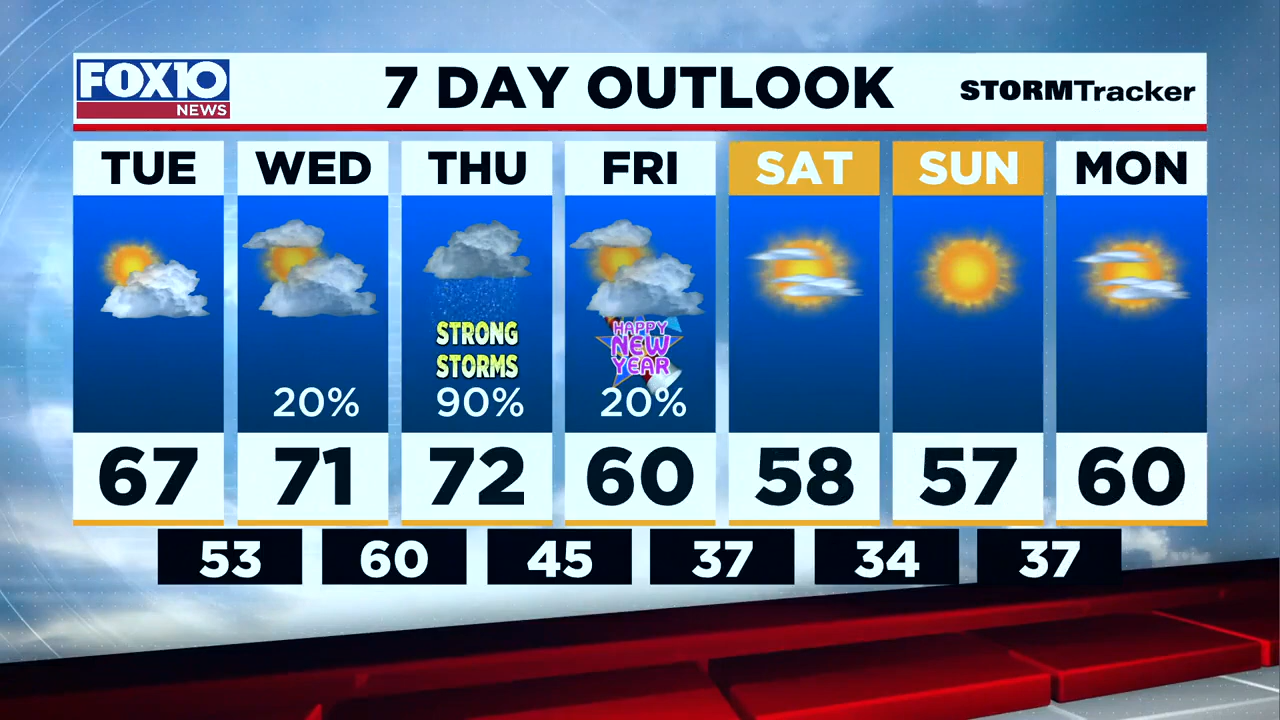 FOX10
NEWS
7 DAY OUTLOOK
STORMTracker
TUE WED THU FRI SAT SUN MON
STRONG
STORMS
HAPPY
NEW
YEAR
20% 90% 20%
67 71 72 60 58 57 60
53 60 45 37 34 37